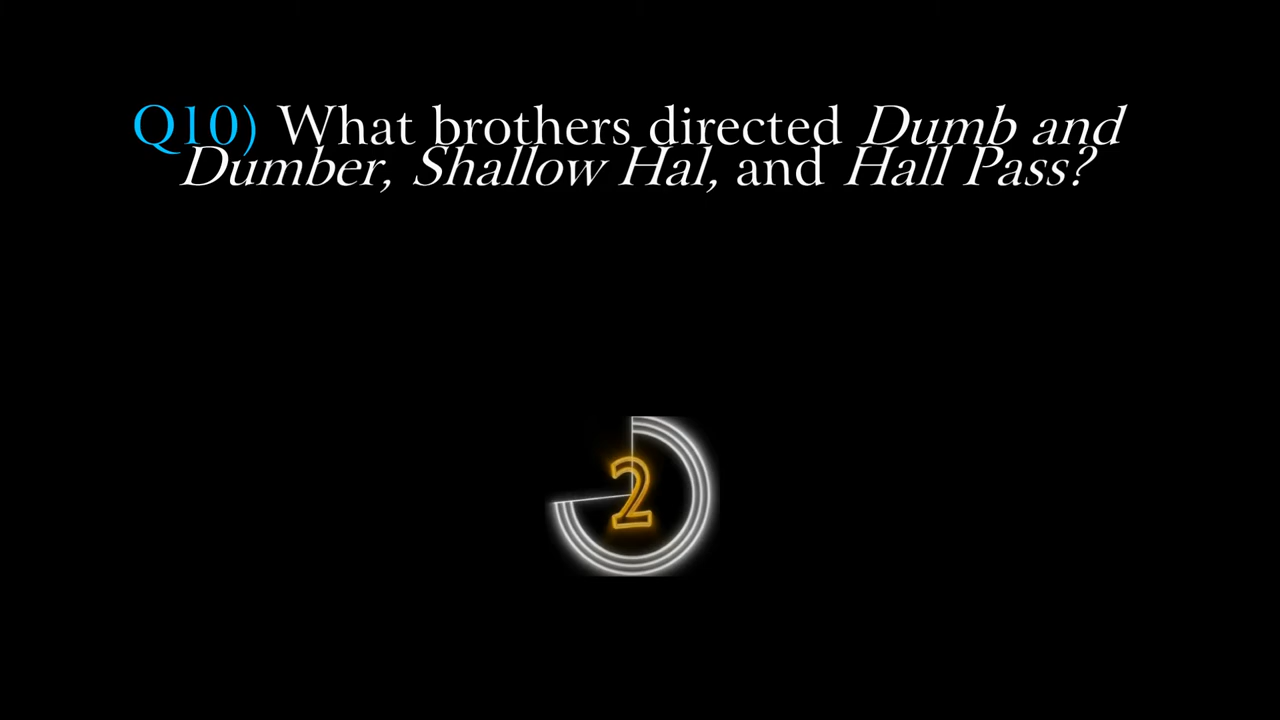 Q10) What brothers directed Dumb and
Dumber, Shallow Hal, and Hall Pass?
2